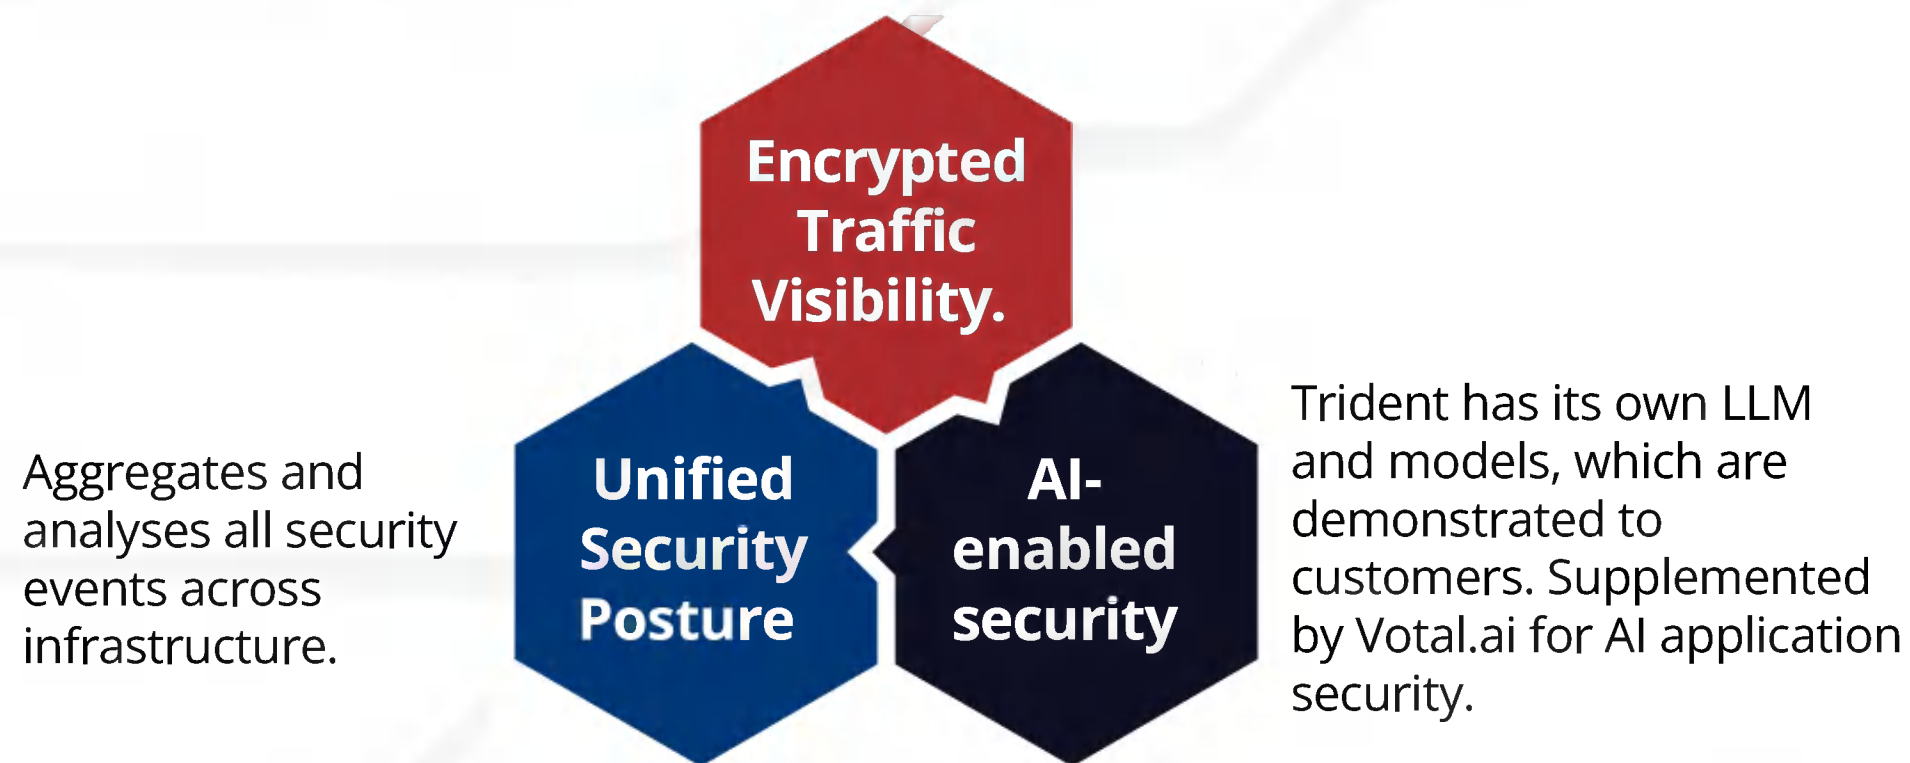 Encrypted
Traffic
Visibility.
Aggregates and
analyses all security
events across
infrastructure.
Unified
Security
Posture
AI-
enabled
security
Trident has its own LLM
and models, which are
demonstrated to
customers. Supplemented
by Votal.ai for AI application
security.